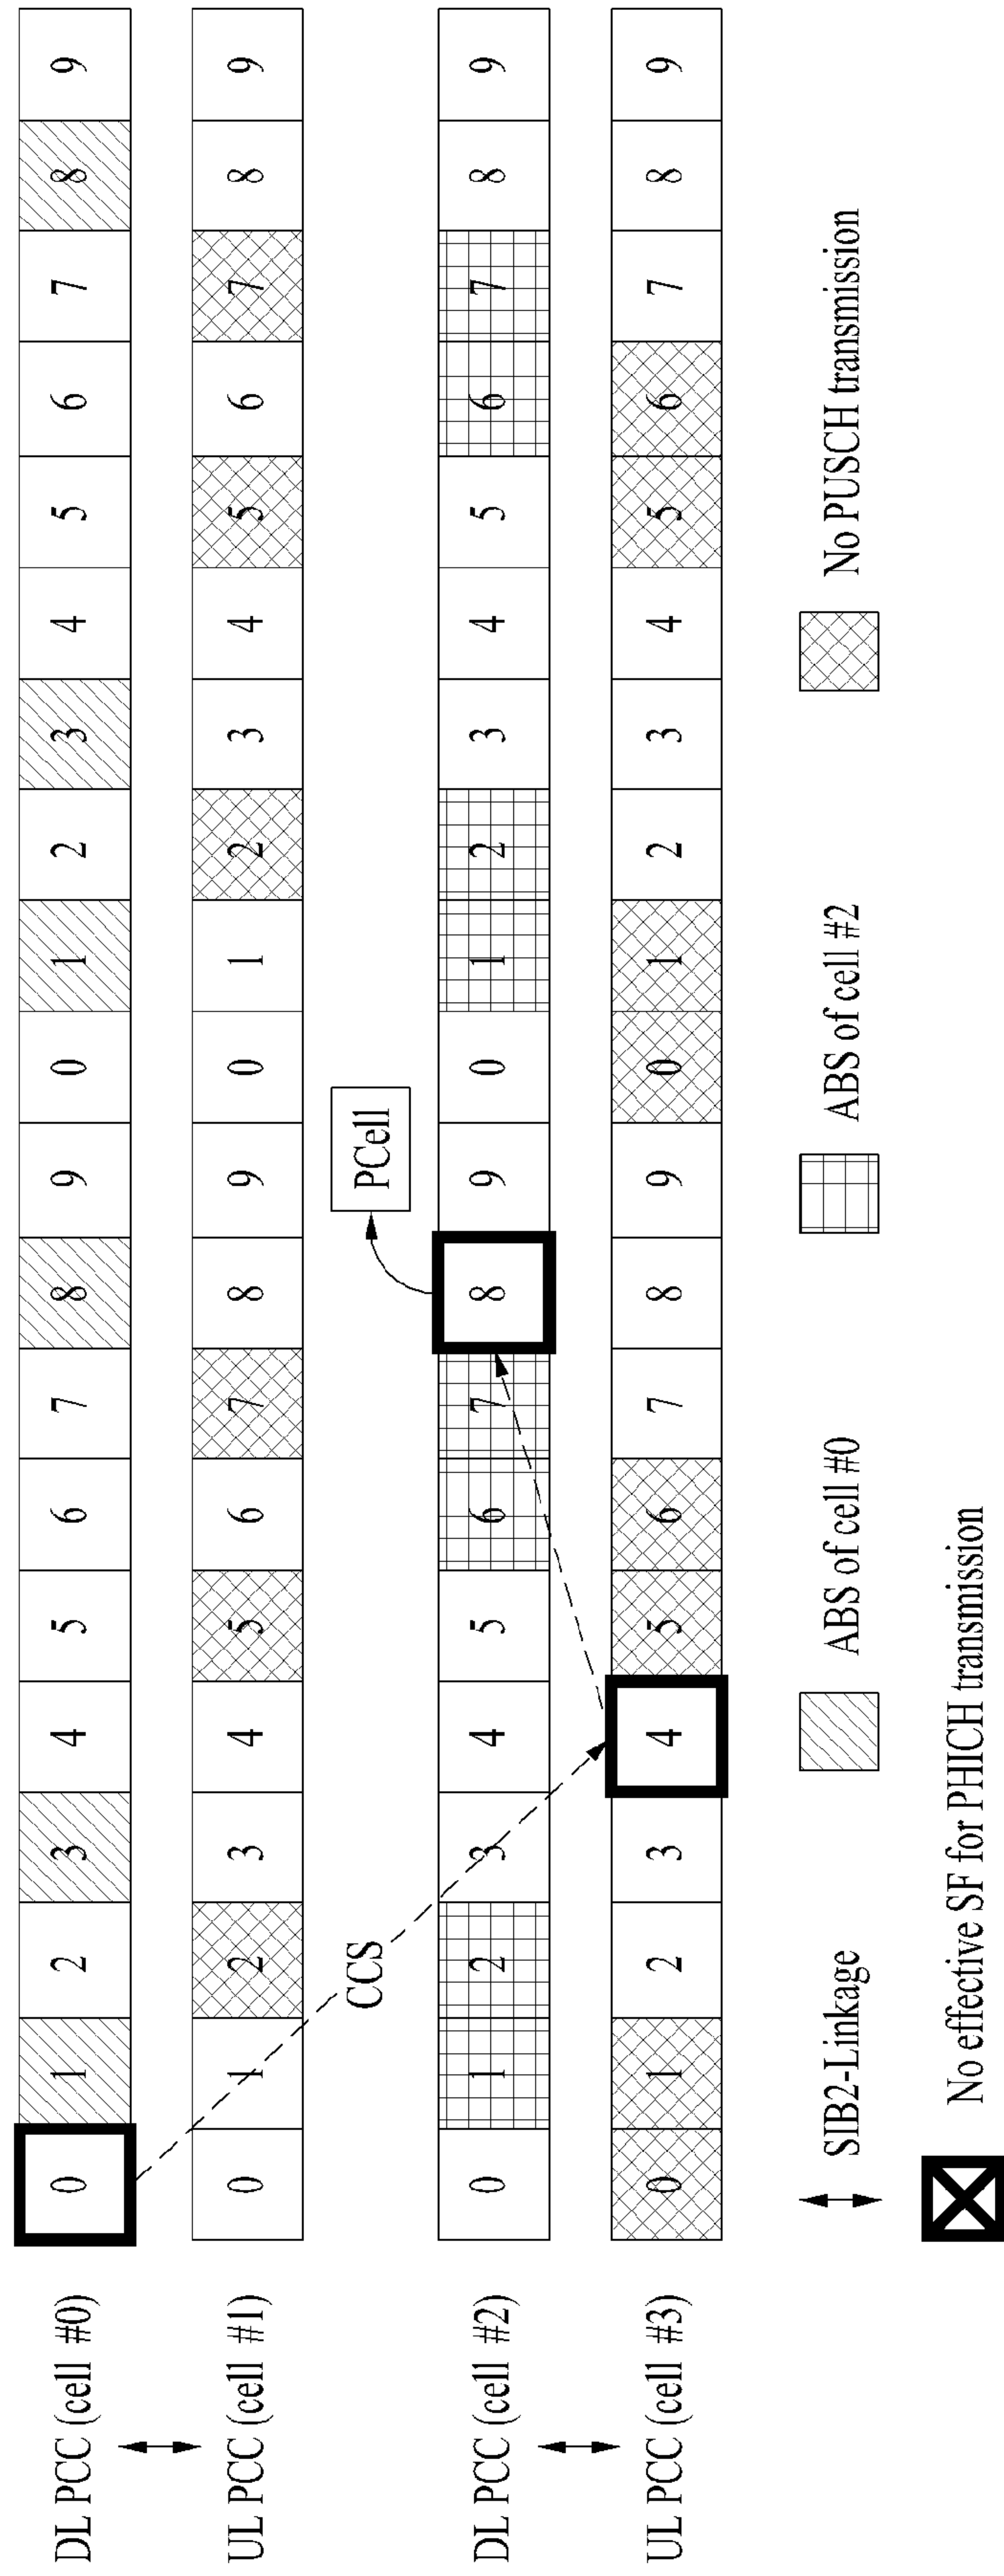 DL PCC (cell #0) 0 1 2 3 4 5 6 7 8 9 0 1 2 3 4 5 6 7 8 9
UL PCC (cell #1) 0 1 2 3 4 5 6 7 8 9 0 1 2 3 4 5 6 7 8 9
CCS
PCell
DL PCC (cell #2) 0 1 2 3 4 5 6 7 8 9 0 1 2 3 4 5 6 7 8 9
UL PCC (cell #3) 0 1 2 3 4 5 6 7 8 9 0 1 2 3 4 5 6 7 8 9
SIB2-Linkage
ABS of cell #0
ABS of cell #2
No PUSCH transmission
No effective SF for PHICH transmission